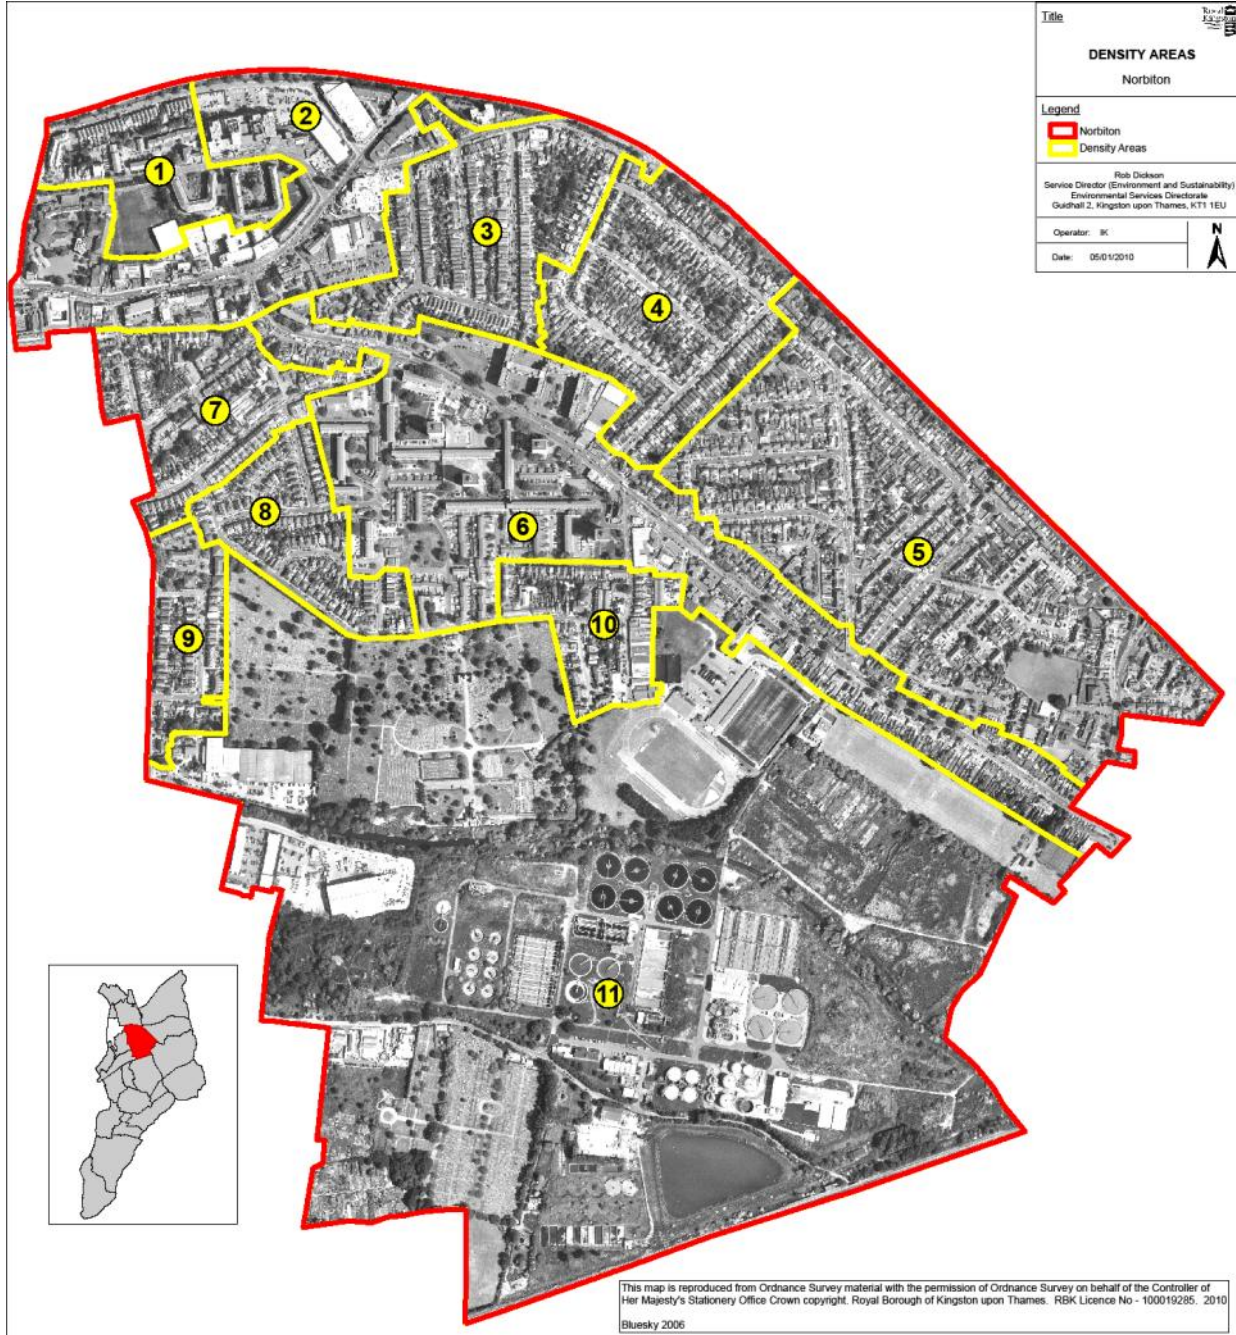 Title
Royal
Kingston
DENSITY AREAS
Norbiton
Legend
Norbiton
Density Areas
Rob Dickson
Service Director (Environment and Sustainability)
Environmental Services Directorate
Guidhall 2, Kingston upon Thames, KT1 1EU
Operator: IK
N
Date: 05/01/2010
1
2
3
4
5
6
7
8
9
10
11
This map is reproduced from Ordnance Survey material with the permission of Ordnance Survey on behalf of the Controller of
Her Majesty's Stationery Office Crown copyright. Royal Borough of Kingston upon Thames. RBK Licence No - 100019285. 2010
Bluesky 2006